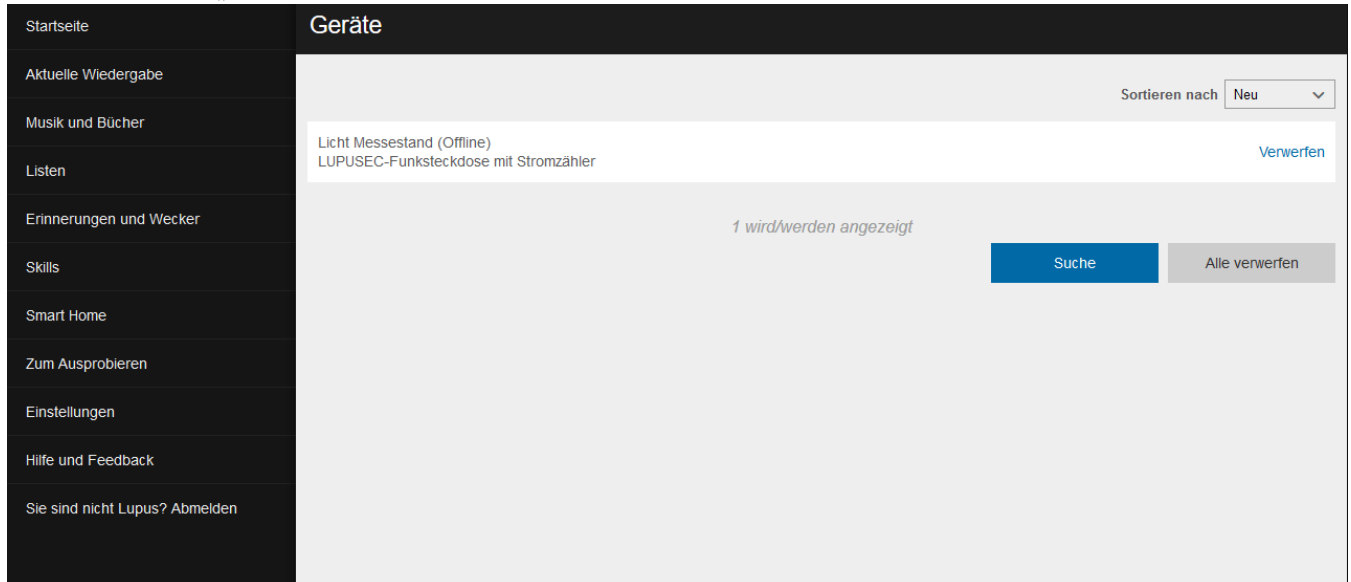 Startseite
Aktuelle Wiedergabe
Musik und Bücher
Listen
Erinnerungen und Wecker
Skills
Smart Home
Zum Ausprobieren
Einstellungen
Hilfe und Feedback
Sie sind nicht Lupus? Abmelden
Geräte
Sortieren nach Neu
Licht Messestand (Offline)
LUPUSEC-Funksteckdose mit Stromzähler
Verwerfen
1 wird/werden angezeigt
Suche
Alle verwerfen